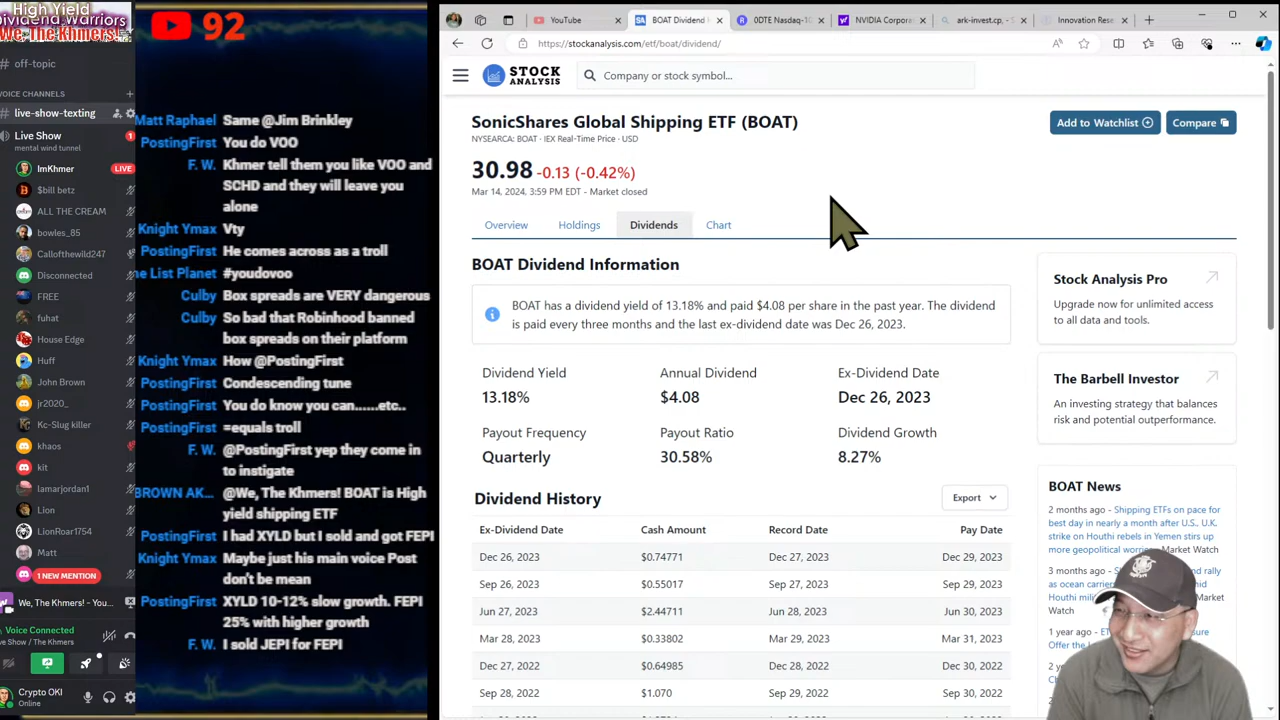 High Yield
Dividend Warriors
We, The Khmers!
off-topic
VOICE CHANNELS
live-show-texting
Live Show
1
mental wind tunnel
ImKhmer
LIVE
$bill betz
ALL THE CREAM
bowles_85
Callofthewild247
Disconnected
FREE
fuhat
House Edge
Huff
John Brown
jr2020_
Kc-Slug killer
khaos
kit
lamarjordan1
Lion
LionRoar1754
Matt
1 NEW MENTION
We, The Khmers! - You...
Voice Connected
Show / The Khmers
Crypto OKI
Online
92
Matt Raphael Same @Jim Brinkley
PostingFirst You do VOO
F. W. Khmer tell them you like VOO and
SCHD and they will leave you
alone
Knight Ymax Vty
PostingFirst He comes across as a troll
The List Planet #youdovoo
Culby Box spreads are VERY dangerous
Culby So bad that Robinhood banned
box spreads on their platform
Knight Ymax How @PostingFirst
PostingFirst Condescending tune
PostingFirst You do know you can......etc..
PostingFirst =equals troll
F. W. @PostingFirst yep they come in
to instigate
BROWN AK... @We, The Khmers! BOAT is High
yield shipping ETF
PostingFirst I had XYLD but I sold and got FEPI
Knight Ymax Maybe just his main voice Post
don't be mean
PostingFirst XYLD 10-12% slow growth. FEPI
25% with higher growth
F. W. I sold JEPI for FEPI
YouTube
BOAT Dividend H
0DTE Nasdaq-10
NVIDIA Corpora
ark-invest.cp, - S
Innovation Rese
https://stockanalysis.com/etf/boat/dividend/
STOCK
ANALYSIS
Company or stock symbol...
SonicShares Global Shipping ETF (BOAT)
NYSEARCA: BOAT · IEX Real-Time Price · USD
Add to Watchlist
Compare
30.98 -0.13 (-0.42%)
Mar 14, 2024, 3:59 PM EDT - Market closed
Overview
Holdings
Dividends
Chart
BOAT Dividend Information
BOAT has a dividend yield of 13.18% and paid $4.08 per share in the past year. The dividend
is paid every three months and the last ex-dividend date was Dec 26, 2023.
Dividend Yield
Annual Dividend
Ex-Dividend Date
13.18%
$4.08
Dec 26, 2023
Payout Frequency
Payout Ratio
Dividend Growth
Quarterly
30.58%
8.27%
Dividend History
Export
Ex-Dividend Date
Cash Amount
Record Date
Pay Date
Dec 26, 2023 $0.74771 Dec 27, 2023 Dec 29, 2023
Sep 26, 2023 $0.55017 Sep 27, 2023 Sep 29, 2023
Jun 27, 2023 $2.44711 Jun 28, 2023 Jun 30, 2023
Mar 28, 2023 $0.33802 Mar 29, 2023 Mar 31, 2023
Dec 27, 2022 $0.64985 Dec 28, 2022 Dec 30, 2022
Sep 28, 2022 $1.070 Sep 29, 2022 Sep 30, 2022
Stock Analysis Pro
Upgrade now for unlimited access
to all data and tools.
The Barbell Investor
An investing strategy that balances
risk and potential outperformance.
BOAT News
2 months ago - Shipping ETFs on pace for
best day in nearly a month after U.S., U.K.
strike on Houthi rebels in Yemen stirs up
more geopolitical worries - Market Watch
3 months ago - S
nd rally
as ocean carriers
mid
Houthi mil
rket
Watch
1 year ago - ET
sure
Offer the
2 ye